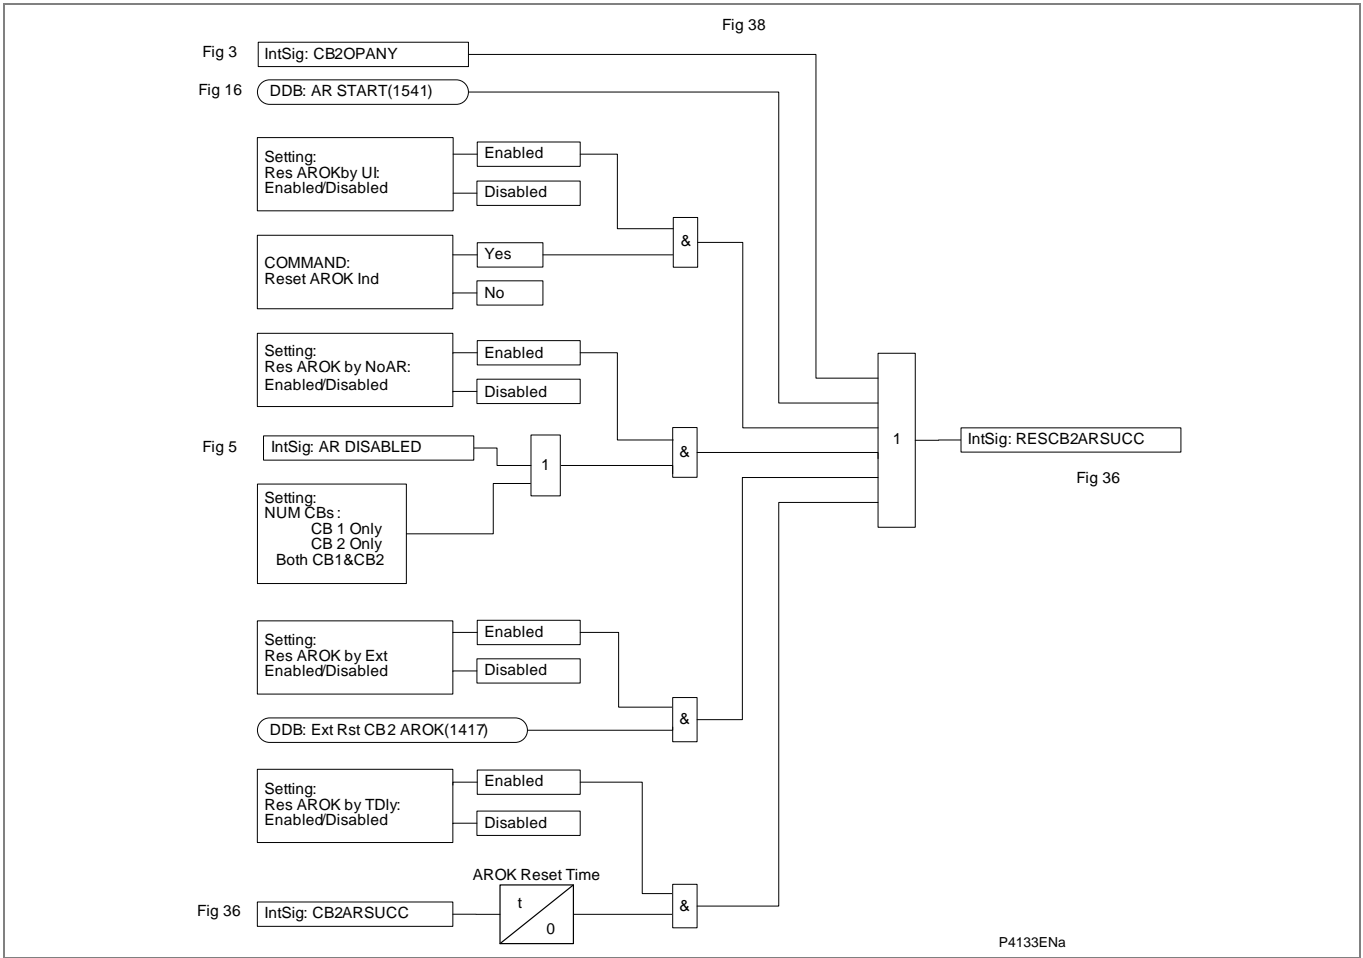 Fig 38
Fig 3
IntSig: CB2OPANY
Fig 16
DDB: AR START(1541)
Setting:
Res AROKby UI:
Enabled/Disabled
Enabled
Disabled
&
COMMAND:
Reset AROK Ind
Yes
No
Setting:
Res AROK by NoAR:
Enabled/Disabled
Enabled
Disabled
&
Fig 5
IntSig: AR DISABLED
1
Setting:
NUM CBs :
CB 1 Only
CB 2 Only
Both CB1&CB2
1
IntSig: RESCB2ARSUCC
Fig 36
Setting:
Res AROK by Ext
Enabled/Disabled
Enabled
Disabled
&
DDB: Ext Rst CB2 AROK(1417)
Setting:
Res AROK by TDly:
Enabled/Disabled
Enabled
Disabled
AROK Reset Time
t
0
&
Fig 36
IntSig: CB2ARSUCC
P4133ENa